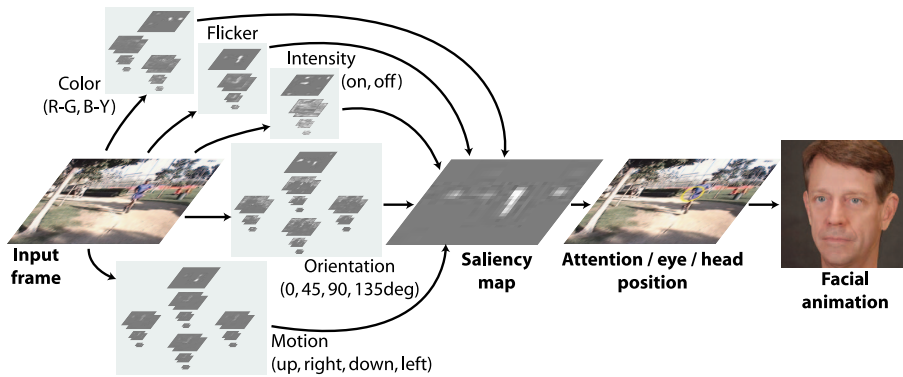 Flicker
Intensity
(on, off)
Color
(R-G, B-Y)
Input
frame
Orientation
(0, 45, 90, 135deg)
Motion
(up, right, down, left)
Saliency
map
Attention / eye / head
position
Facial
animation